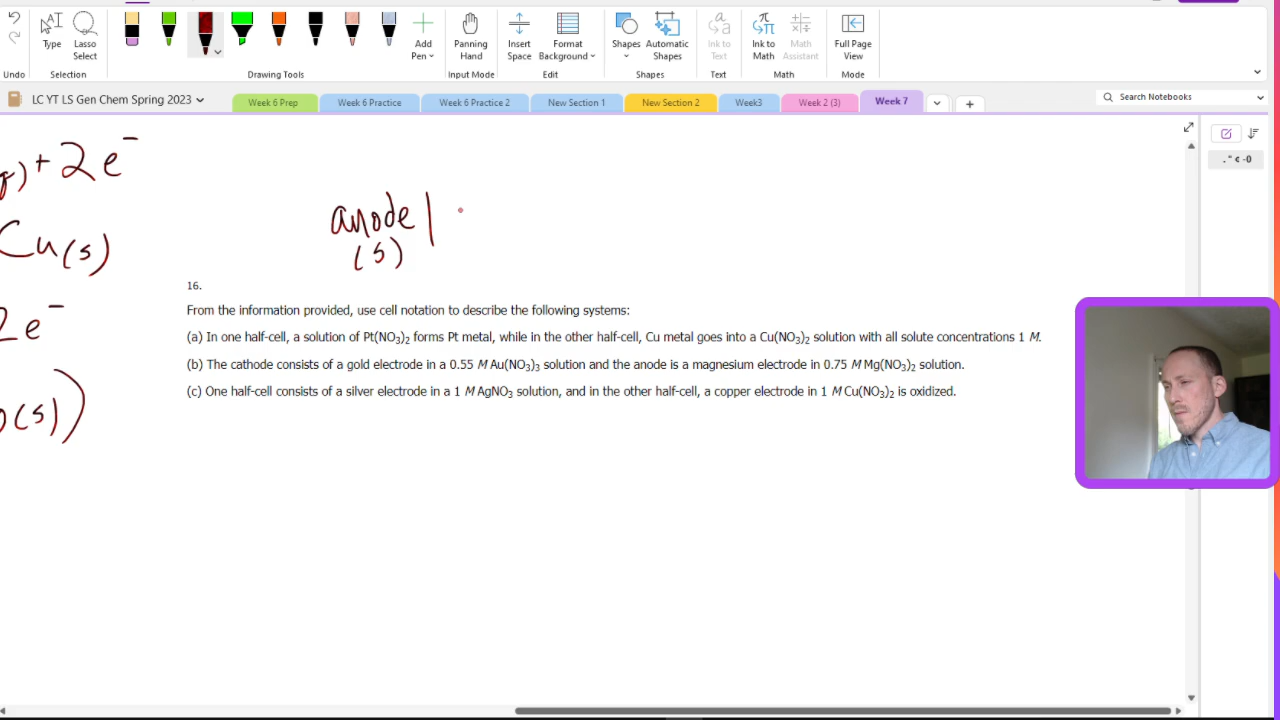 Undo
Type
Lasso Select
Selection
Drawing Tools
Add Pen
Panning Hand
Input Mode
Insert Space
Format Background
Edit
Shapes
Automatic Shapes
Shapes
Ink to Text
Text
Ink to Math
Math Assistant
Math
Full Page View
Mode
LC YT LS Gen Chem Spring 2023
Week 6 Prep
Week 6 Practice
Week 6 Practice 2
New Section 1
New Section 2
Week3
Week 2 (3)
Week 7
Search Notebooks
) + 2e⁻
Cu(s)
2e⁻
(s))
anode |
(s)
16.
From the information provided, use cell notation to describe the following systems:
(a) In one half-cell, a solution of Pt(NO₃)₂ forms Pt metal, while in the other half-cell, Cu metal goes into a Cu(NO₃)₂ solution with all solute concentrations 1 M.
(b) The cathode consists of a gold electrode in a 0.55 M Au(NO₃)₃ solution and the anode is a magnesium electrode in 0.75 M Mg(NO₃)₂ solution.
(c) One half-cell consists of a silver electrode in a 1 M AgNO₃ solution, and in the other half-cell, a copper electrode in 1 M Cu(NO₃)₂ is oxidized.